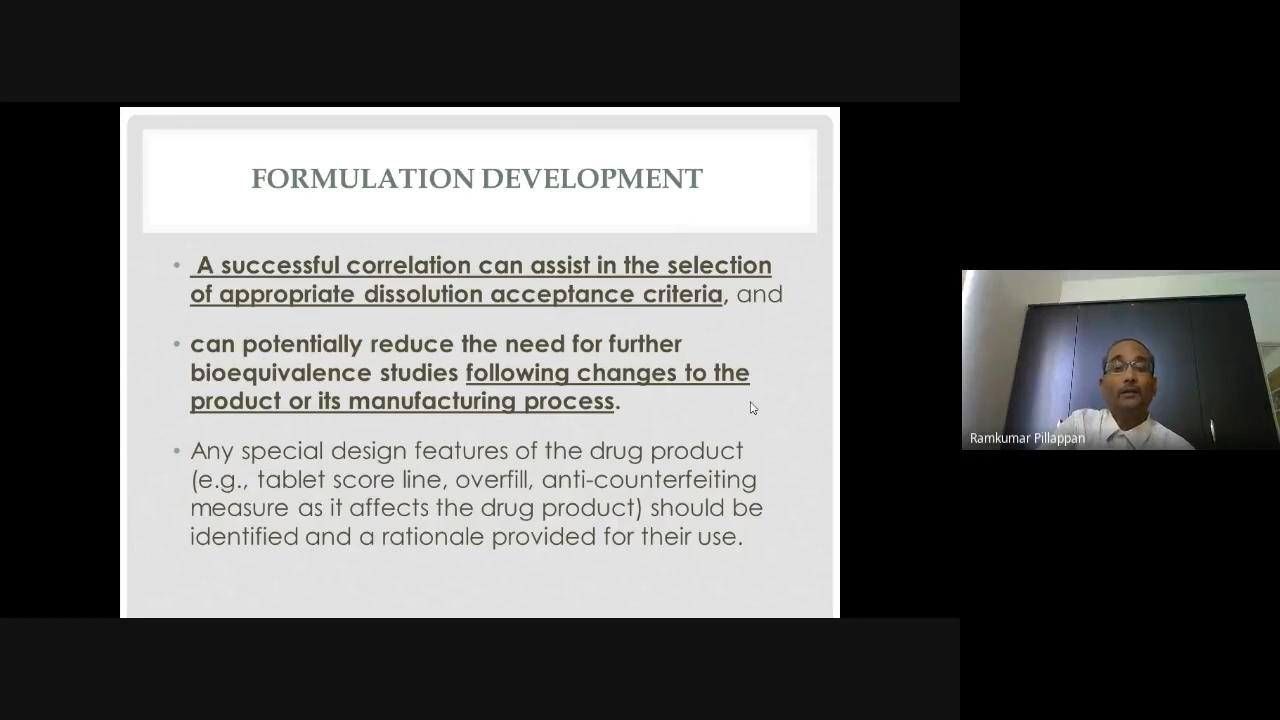 FORMULATION DEVELOPMENT
• A successful correlation can assist in the selection
of appropriate dissolution acceptance criteria, and
• can potentially reduce the need for further
bioequivalence studies following changes to the
product or its manufacturing process.
• Any special design features of the drug product
(e.g., tablet score line, overfill, anti-counterfeiting
measure as it affects the drug product) should be
identified and a rationale provided for their use.
Ramkumar Pillappan